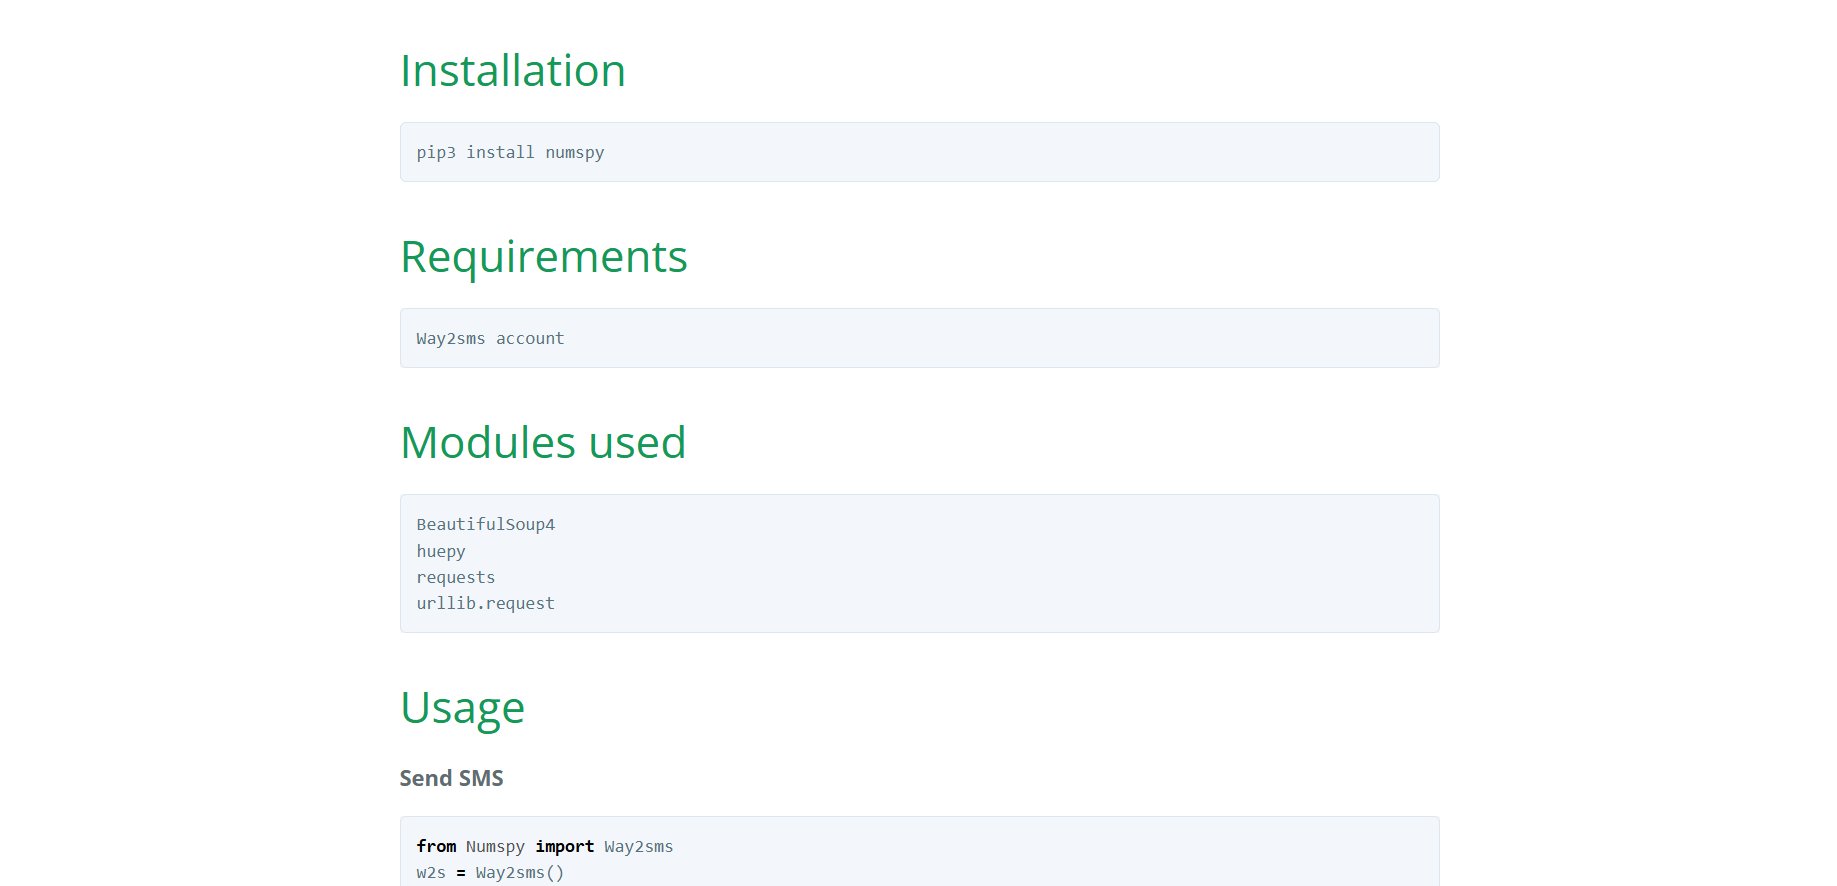 Installation
pip3 install numspy
Requirements
Way2sms account
Modules used
BeautifulSoup4
huepy
requests
urllib.request
Usage
Send SMS
from Numspy import Way2sms
w2s = Way2sms()